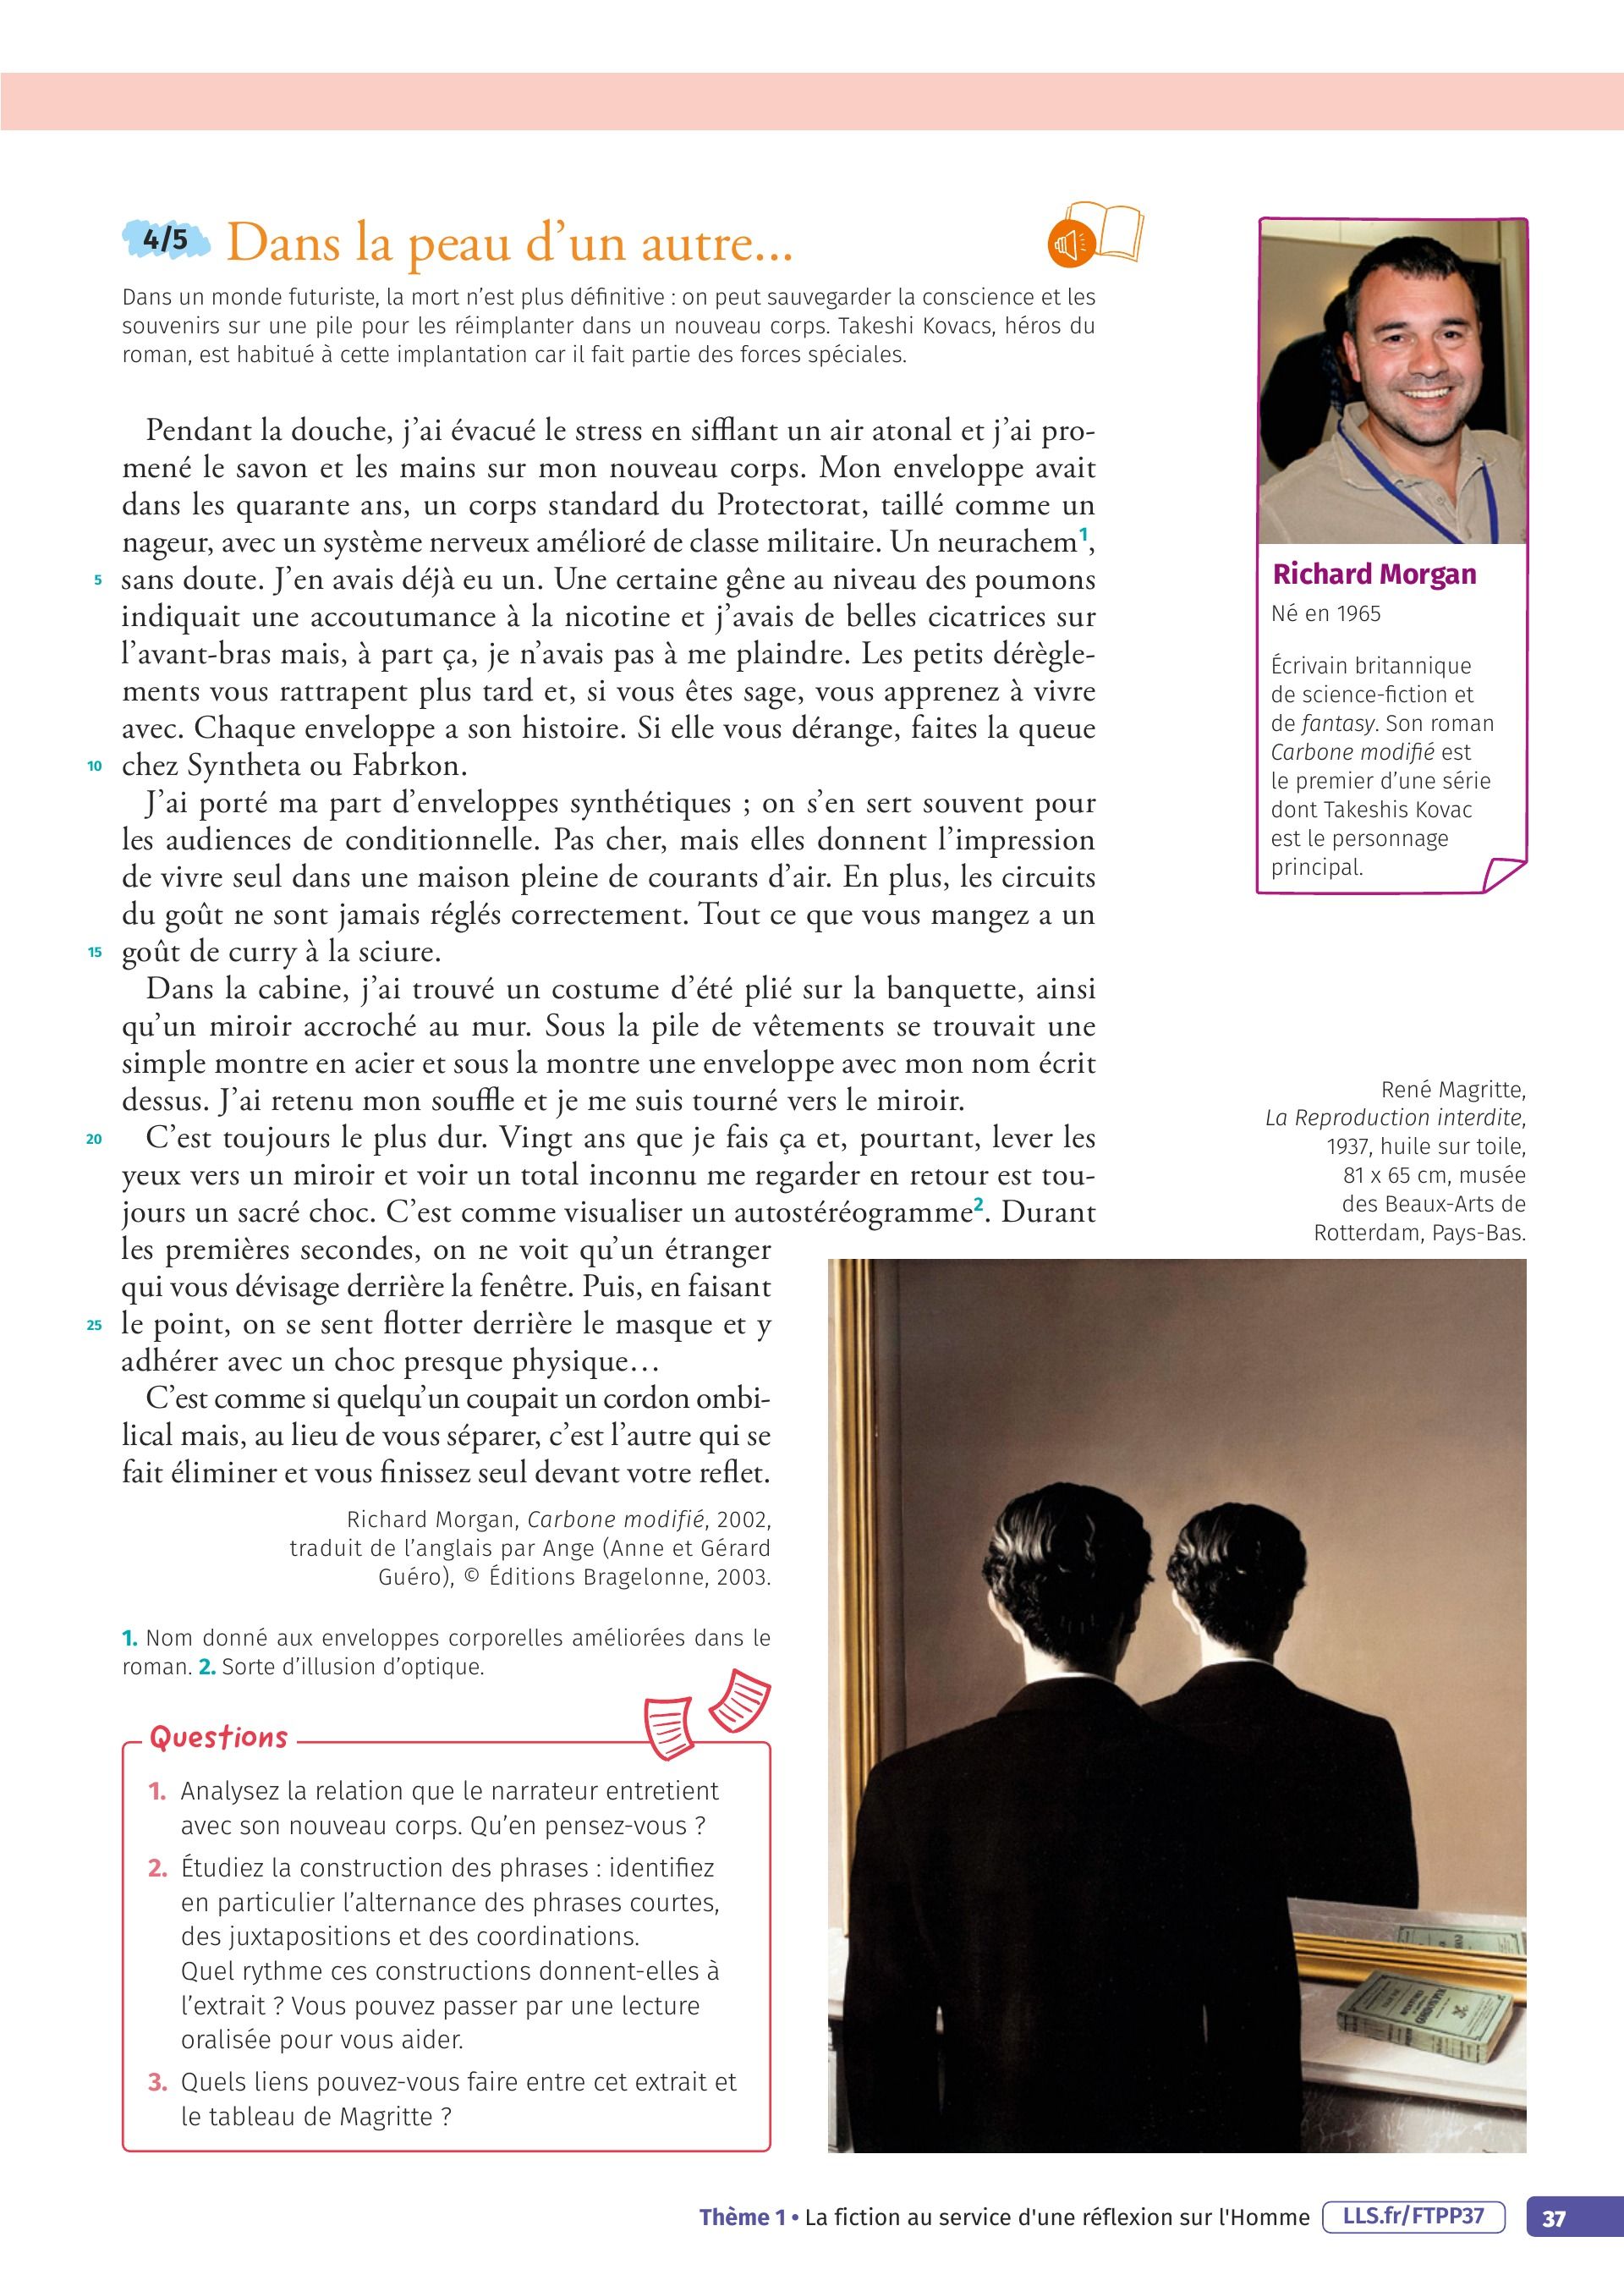 4/5 Dans la peau d’un autre...
Dans un monde futuriste, la mort n’est plus définitive : on peut sauvegarder la conscience et les
souvenirs sur une pile pour les réimplanter dans un nouveau corps. Takeshi Kovacs, héros du
roman, est habitué à cette implantation car il fait partie des forces spéciales.
Pendant la douche, j’ai évacué le stress en sifflant un air atonal et j’ai pro-
mené le savon et les mains sur mon nouveau corps. Mon enveloppe avait
dans les quarante ans, un corps standard du Protectorat, taillé comme un
nageur, avec un système nerveux amélioré de classe militaire. Un neurachem1,
5 sans doute. J’en avais déjà eu un. Une certaine gêne au niveau des poumons
indiquait une accoutumance à la nicotine et j’avais de belles cicatrices sur
l’avant-bras mais, à part ça, je n’avais pas à me plaindre. Les petits dérègle-
ments vous rattrapent plus tard et, si vous êtes sage, vous apprenez à vivre
avec. Chaque enveloppe a son histoire. Si elle vous dérange, faites la queue
10 chez Syntheta ou Fabrkon.
J’ai porté ma part d’enveloppes synthétiques ; on s’en sert souvent pour
les audiences de conditionnelle. Pas cher, mais elles donnent l’impression
de vivre seul dans une maison pleine de courants d’air. En plus, les circuits
du goût ne sont jamais réglés correctement. Tout ce que vous mangez a un
15 goût de curry à la sciure.
Dans la cabine, j’ai trouvé un costume d’été plié sur la banquette, ainsi
qu’un miroir accroché au mur. Sous la pile de vêtements se trouvait une
simple montre en acier et sous la montre une enveloppe avec mon nom écrit
dessus. J’ai retenu mon souffle et je me suis tourné vers le miroir.
20 C’est toujours le plus dur. Vingt ans que je fais ça et, pourtant, lever les
yeux vers un miroir et voir un total inconnu me regarder en retour est tou-
jours un sacré choc. C’est comme visualiser un autostéréogramme2. Durant
les premières secondes, on ne voit qu’un étranger
qui vous dévisage derrière la fenêtre. Puis, en faisant
25 le point, on se sent flotter derrière le masque et y
adhérer avec un choc presque physique…
C’est comme si quelqu’un coupait un cordon ombi-
lical mais, au lieu de vous séparer, c’est l’autre qui se
fait éliminer et vous finissez seul devant votre reflet.
Richard Morgan, Carbone modifié, 2002,
traduit de l’anglais par Ange (Anne et Gérard
Guéro), © Éditions Bragelonne, 2003.
1. Nom donné aux enveloppes corporelles améliorées dans le
roman. 2. Sorte d’illusion d’optique.
Questions
1. Analysez la relation que le narrateur entretient
avec son nouveau corps. Qu’en pensez-vous ?
2. Étudiez la construction des phrases : identifiez
en particulier l’alternance des phrases courtes,
des juxtapositions et des coordinations.
Quel rythme ces constructions donnent-elles à
l’extrait ? Vous pouvez passer par une lecture
oralisée pour vous aider.
3. Quels liens pouvez-vous faire entre cet extrait et
le tableau de Magritte ?
Richard Morgan
Né en 1965
Écrivain britannique
de science-fiction et
de fantasy. Son roman
Carbone modifié est
le premier d’une série
dont Takeshis Kovac
est le personnage
principal.
René Magritte,
La Reproduction interdite,
1937, huile sur toile,
81 x 65 cm, musée
des Beaux-Arts de
Rotterdam, Pays-Bas.
Thème 1 • La fiction au service d'une réflexion sur l'Homme LLS.fr/FTPP37 37